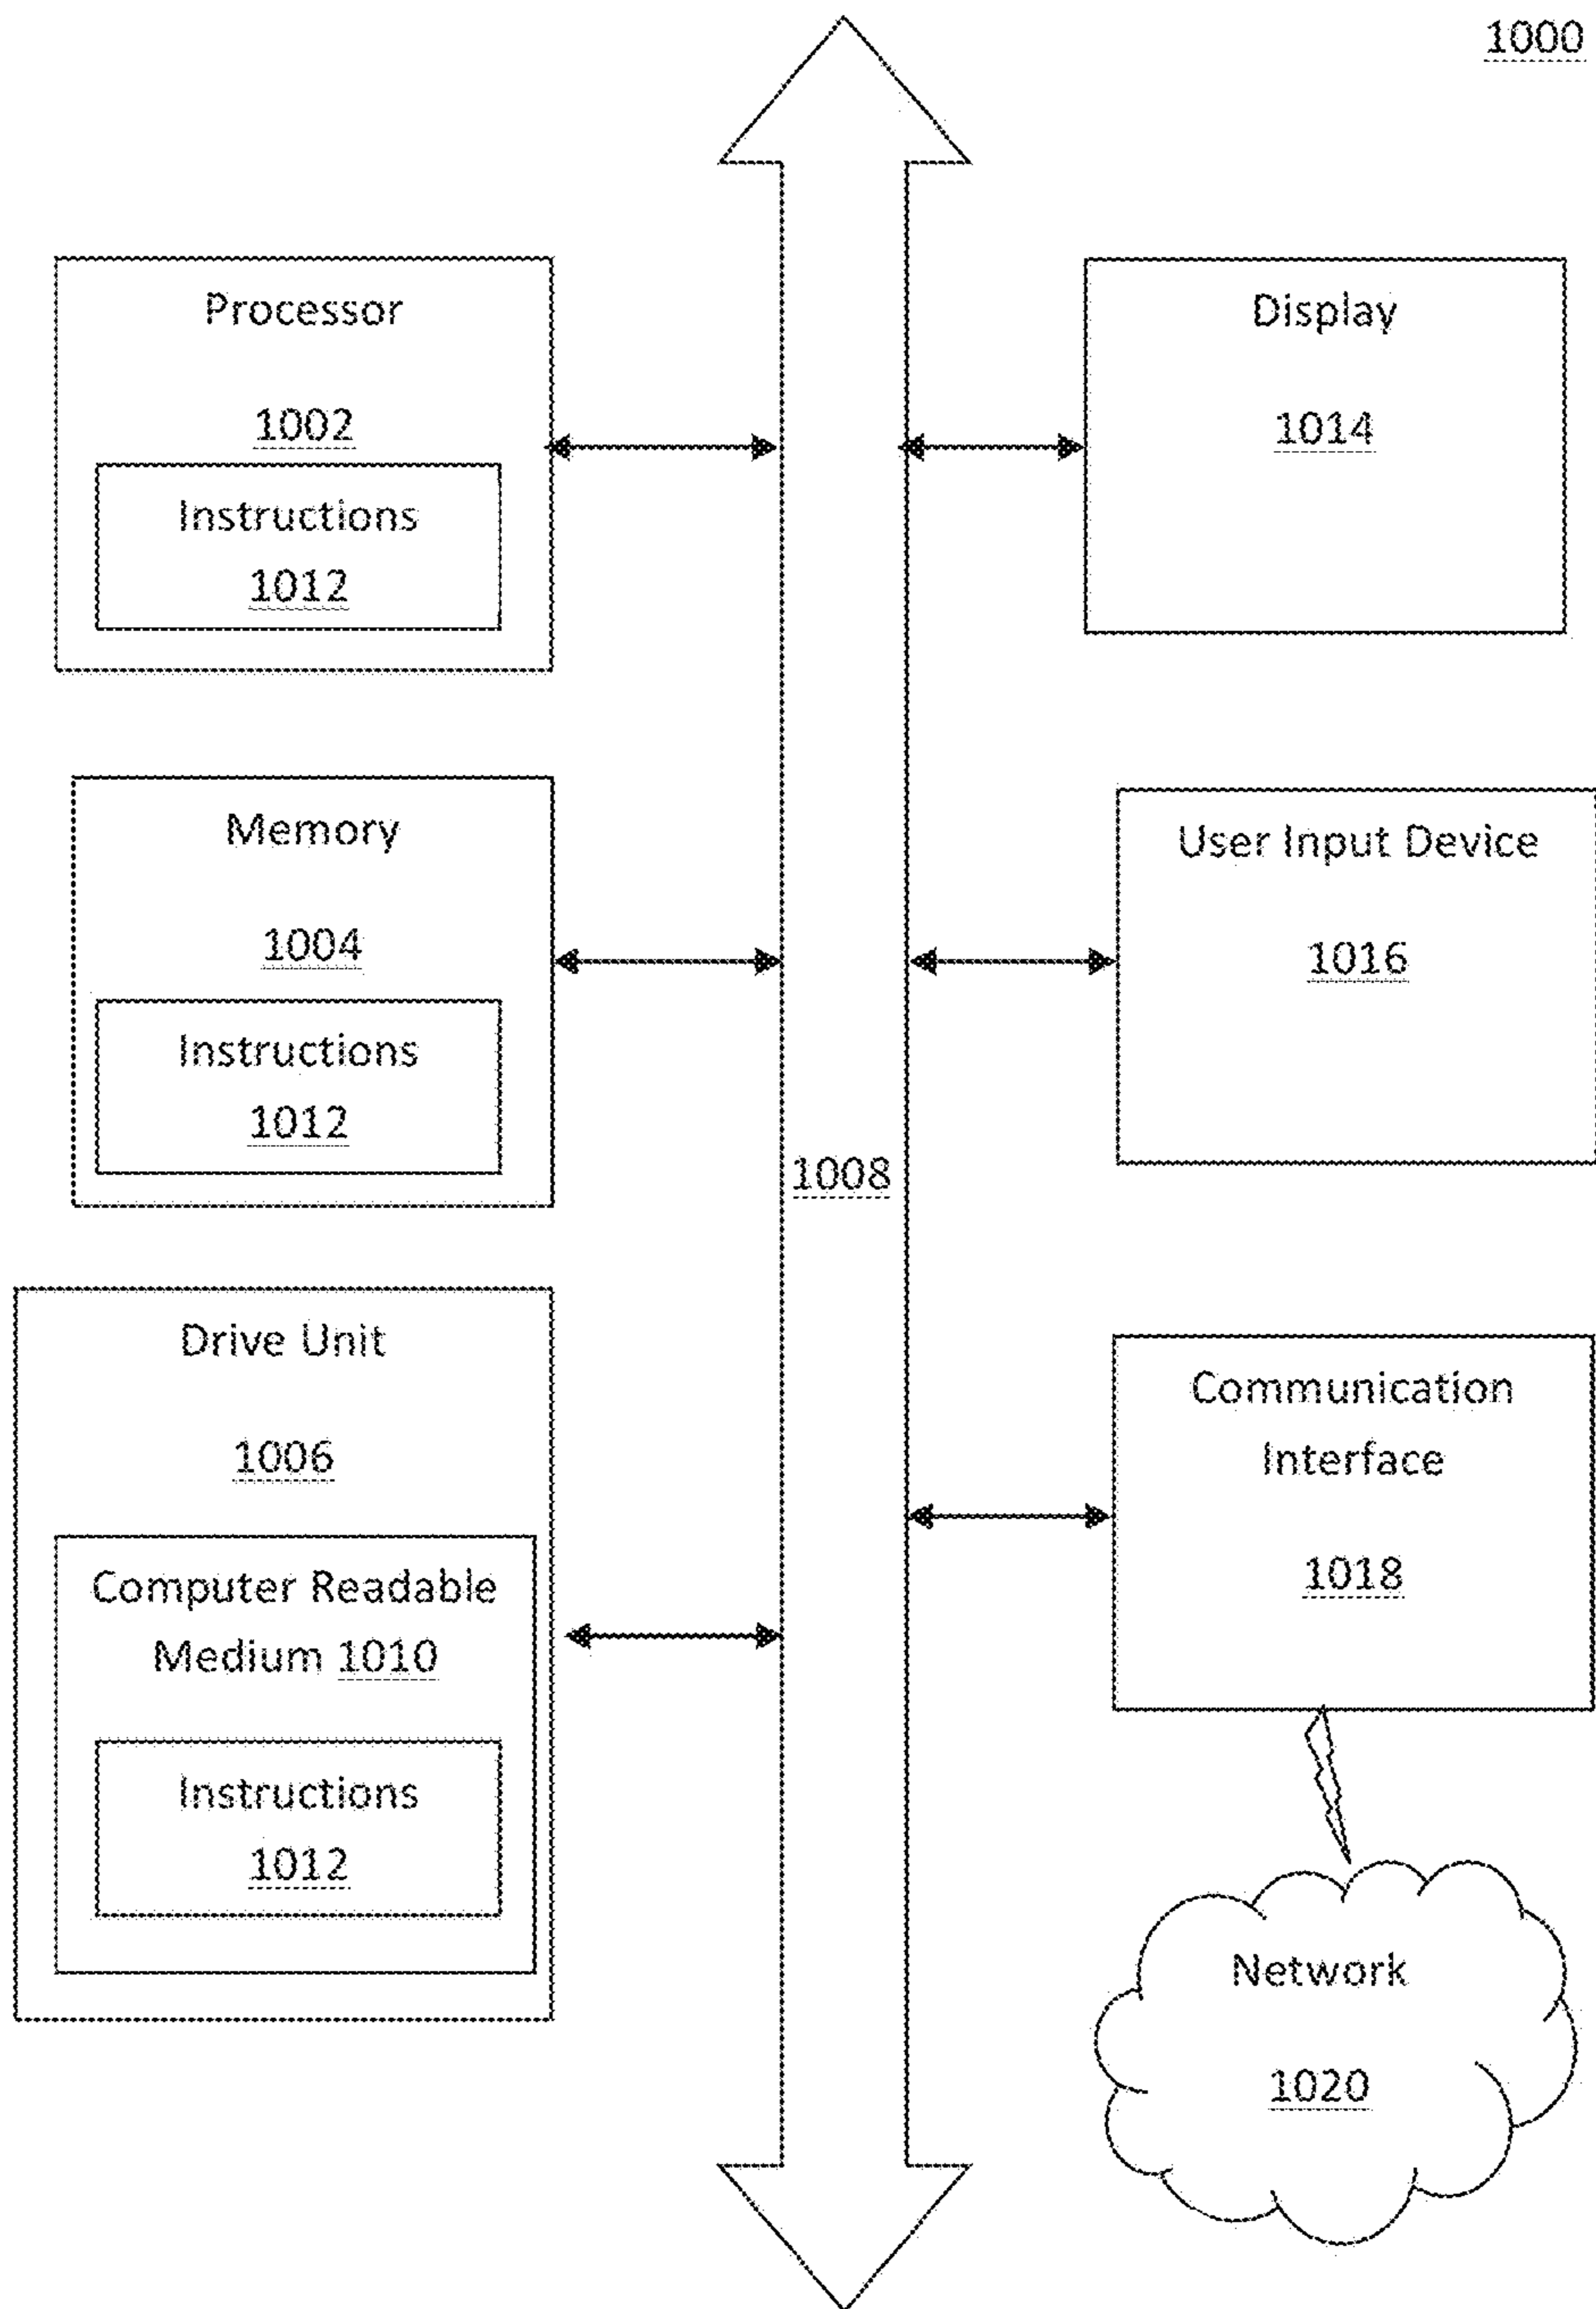 1000
Processor
1002
Instructions
1012
Memory
1004
Instructions
1012
Drive Unit
1006
Computer Readable
Medium 1010
Instructions
1012
1008
Display
1014
User Input Device
1016
Communication
Interface
1018
Network
1020